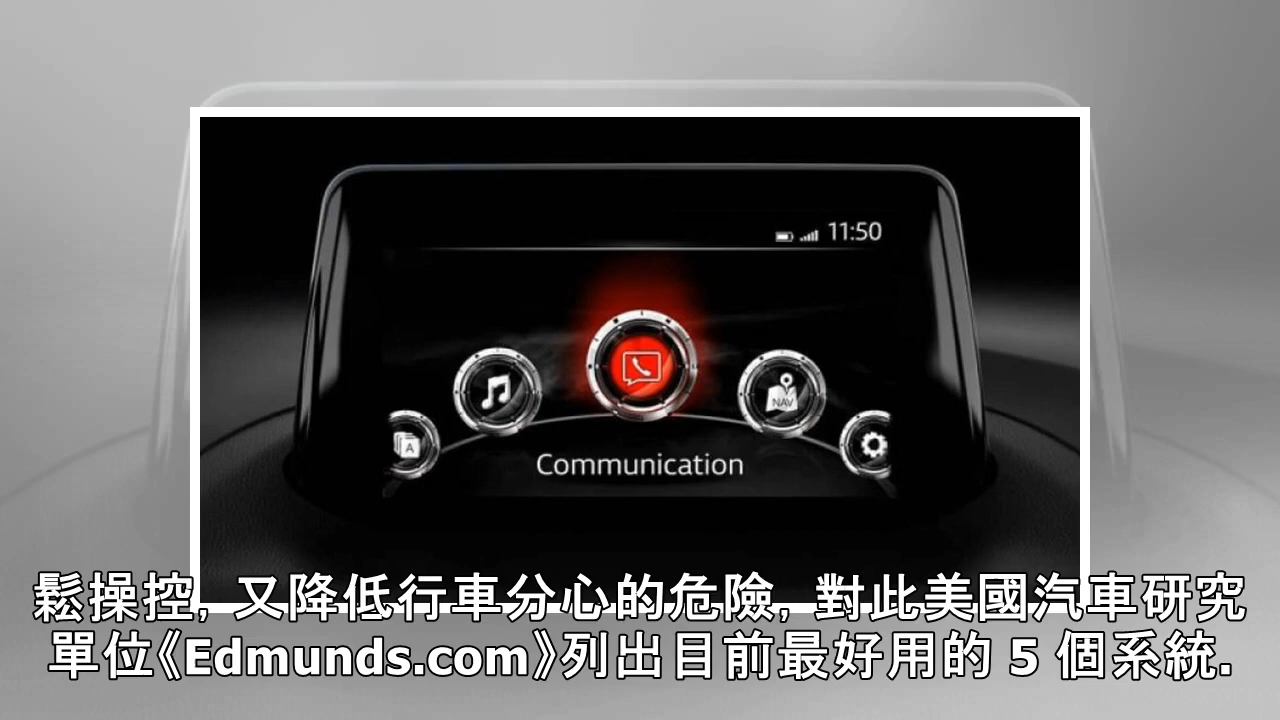 11:50
NAV
A
Communication
鬆操控, 又降低行車分心的危險, 對此美國汽車研究
單位《Edmunds.com》列出目前最好用的 5 個系統.